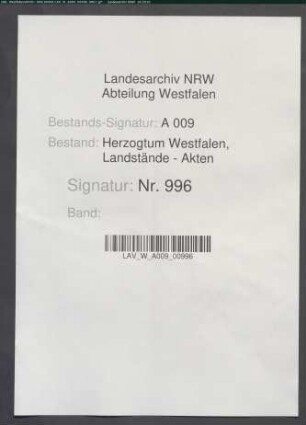 Landesarchiv NRW
Abteilung Westfalen
Bestands-Signatur: A 009
Bestand: Herzogtum Westfalen,
Landstände - Akten
Signatur: Nr. 996
Band:
LAV_W_A009_00996